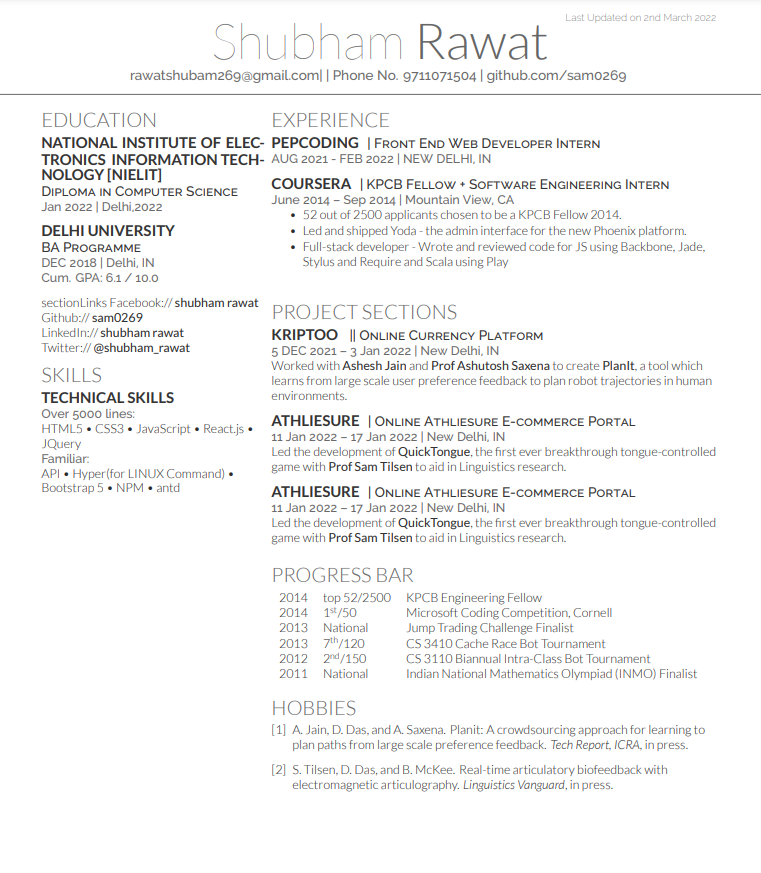 Last Updated on 2nd March 2022
Shubham Rawat
rawatshubam269@gmail.com| | Phone No. 9711071504 | github.com/sam0269
EDUCATION
NATIONAL INSTITUTE OF ELEC-
TRONICS INFORMATION TECH-
NOLOGY [NIELIT]
Diploma in Computer Science
Jan 2022 | Delhi,2022
DELHI UNIVERSITY
BA Programme
DEC 2018 | Delhi, IN
Cum. GPA: 6.1 / 10.0
sectionLinks Facebook:// shubham rawat
Github:// sam0269
LinkedIn:// shubham rawat
Twitter:// @shubham_rawat
SKILLS
TECHNICAL SKILLS
Over 5000 lines:
HTML5 • CSS3 • JavaScript • React.js •
JQuery
Familiar:
API • Hyper(for LINUX Command) •
Bootstrap 5 • NPM • antd
EXPERIENCE
PEPCODING | Front End Web Developer Intern
AUG 2021 - FEB 2022 | NEW DELHI, IN
COURSERA | KPCB Fellow + Software Engineering Intern
June 2014 – Sep 2014 | Mountain View, CA
• 52 out of 2500 applicants chosen to be a KPCB Fellow 2014.
• Led and shipped Yoda - the admin interface for the new Phoenix platform.
• Full-stack developer - Wrote and reviewed code for JS using Backbone, Jade,
Stylus and Require and Scala using Play
PROJECT SECTIONS
KRIPTOO || Online Currency Platform
5 DEC 2021 – 3 Jan 2022 | New Delhi, IN
Worked with Ashesh Jain and Prof Ashutosh Saxena to create PlanIt, a tool which
learns from large scale user preference feedback to plan robot trajectories in human
environments.
ATHLIESURE | Online Athliesure E-commerce Portal
11 Jan 2022 – 17 Jan 2022 | New Delhi, IN
Led the development of QuickTongue, the first ever breakthrough tongue-controlled
game with Prof Sam Tilsen to aid in Linguistics research.
ATHLIESURE | Online Athliesure E-commerce Portal
11 Jan 2022 – 17 Jan 2022 | New Delhi, IN
Led the development of QuickTongue, the first ever breakthrough tongue-controlled
game with Prof Sam Tilsen to aid in Linguistics research.
PROGRESS BAR
2014 top 52/2500 KPCB Engineering Fellow
2014 1st/50 Microsoft Coding Competition, Cornell
2013 National Jump Trading Challenge Finalist
2013 7th/120 CS 3410 Cache Race Bot Tournament
2012 2nd/150 CS 3110 Biannual Intra-Class Bot Tournament
2011 National Indian National Mathematics Olympiad (INMO) Finalist
HOBBIES
[1] A. Jain, D. Das, and A. Saxena. Planit: A crowdsourcing approach for learning to
plan paths from large scale preference feedback. Tech Report, ICRA, in press.
[2] S. Tilsen, D. Das, and B. McKee. Real-time articulatory biofeedback with
electromagnetic articulography. Linguistics Vanguard, in press.